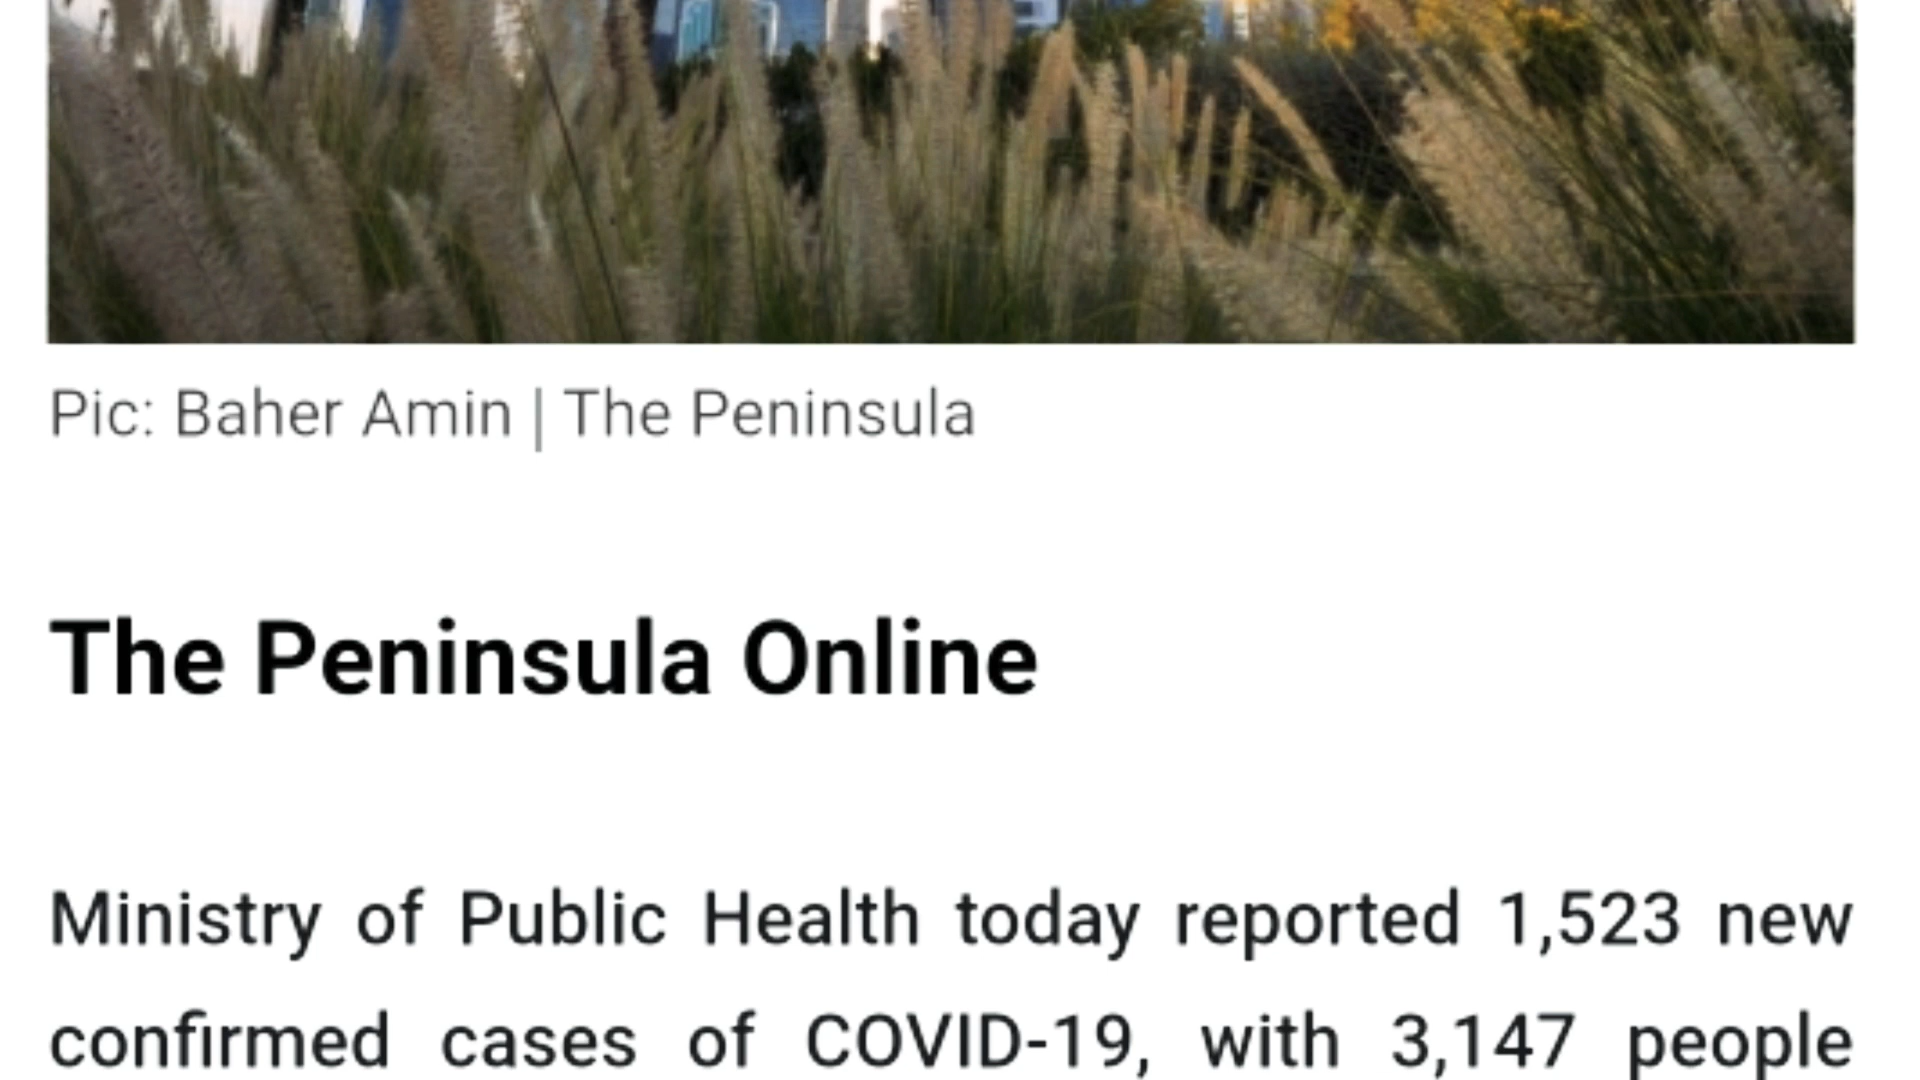 Pic: Baher Amin | The Peninsula
The Peninsula Online
Ministry of Public Health today reported 1,523 new
confirmed cases of COVID-19, with 3,147 people